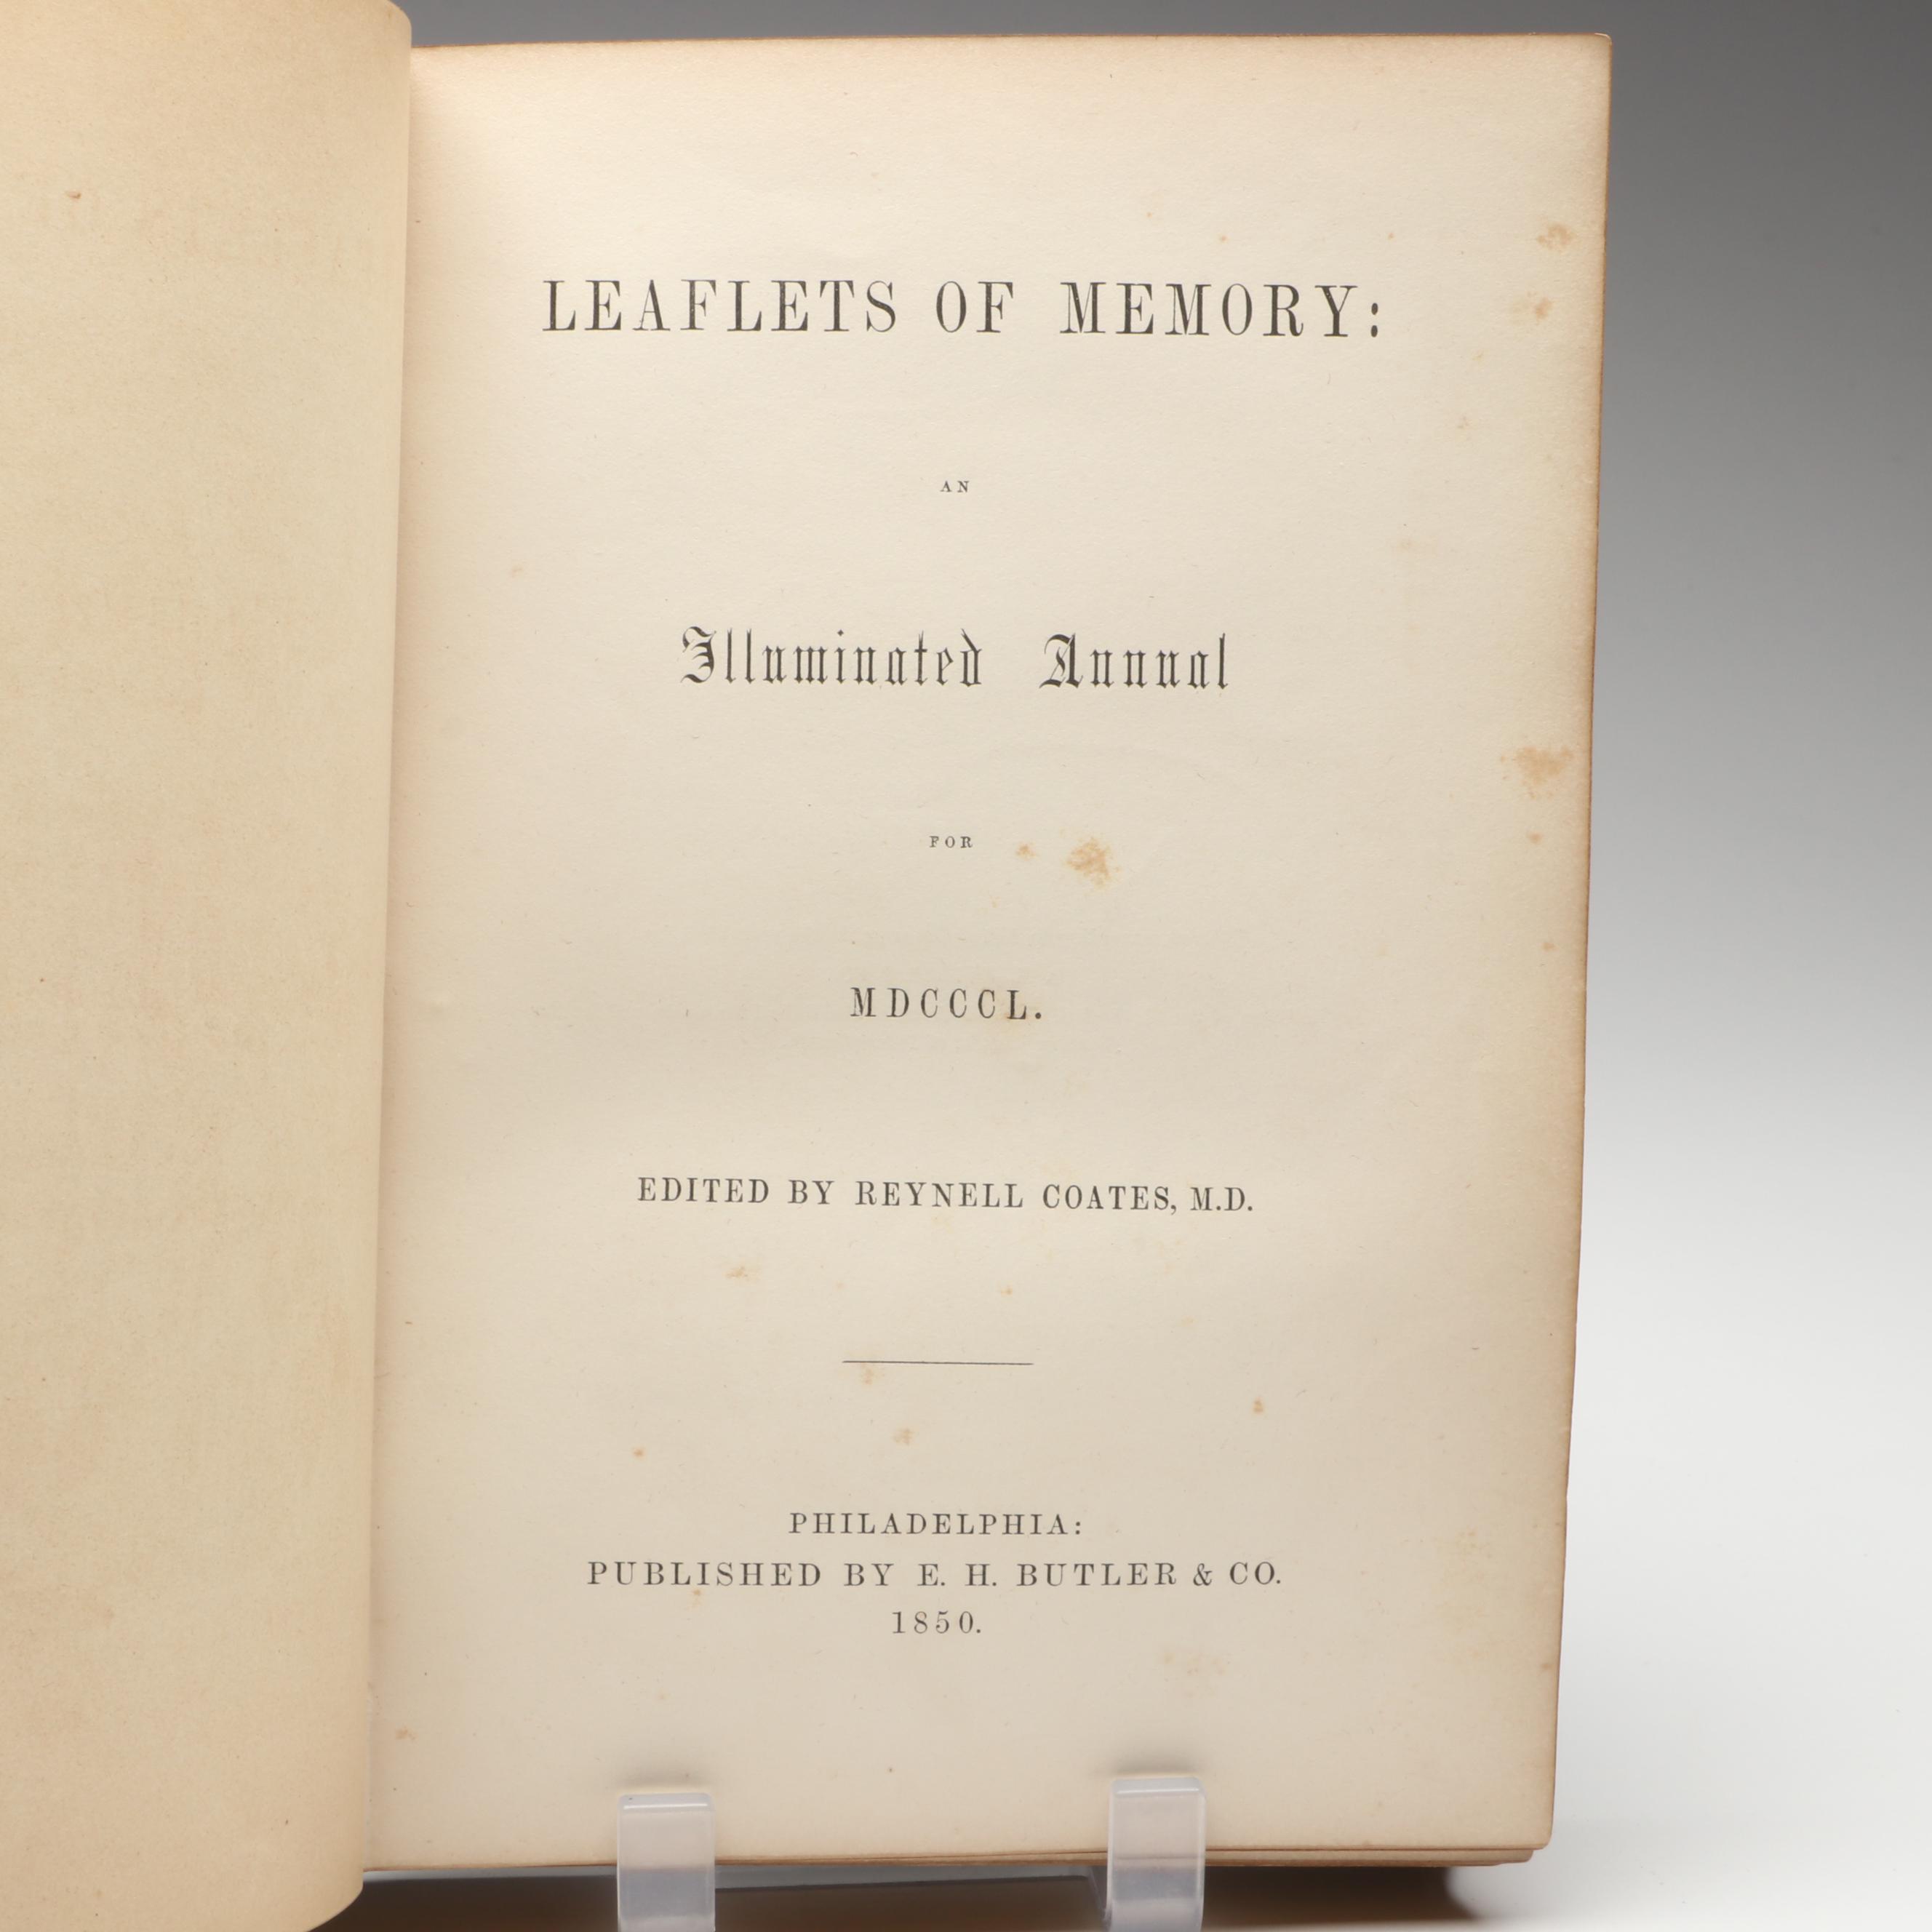 LEAFLETS OF MEMORY:
AN
Illuminated Annual
FOR
MDCCCL.
EDITED BY REYNELL COATES, M.D.
PHILADELPHIA:
PUBLISHED BY E. H. BUTLER & CO.
1850.